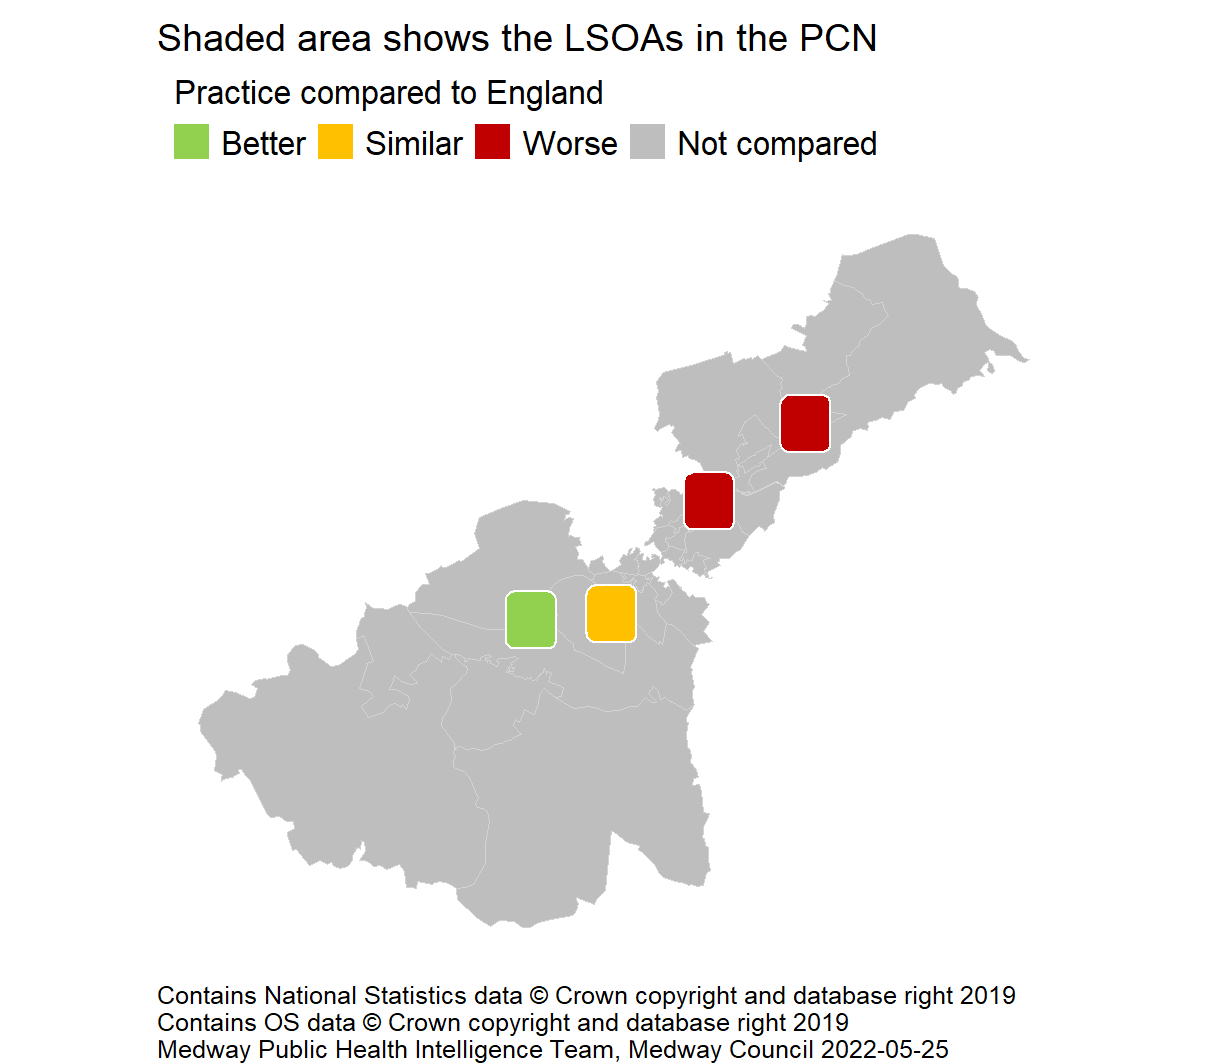 Shaded area shows the LSOAs in the PCN
Practice compared to England
Better Similar Worse Not compared
Contains National Statistics data © Crown copyright and database right 2019
Contains OS data © Crown copyright and database right 2019
Medway Public Health Intelligence Team, Medway Council 2022-05-25